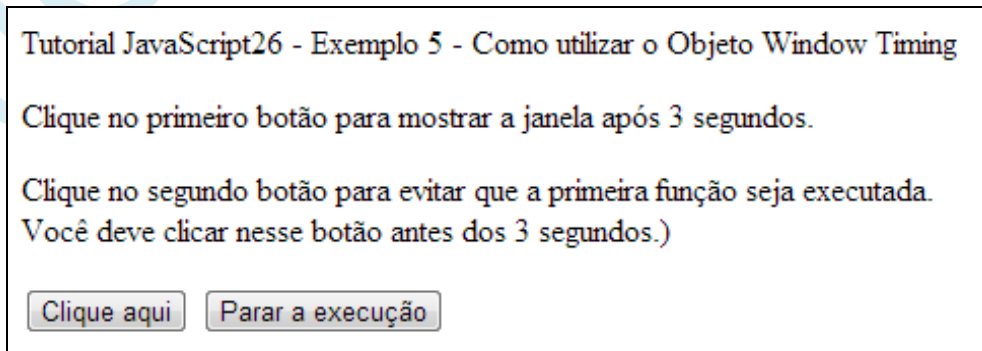 Tutorial JavaScript26 - Exemplo 5 - Como utilizar o Objeto Window Timing
Clique no primeiro botão para mostrar a janela após 3 segundos.
Clique no segundo botão para evitar que a primeira função seja executada.
Você deve clicar nesse botão antes dos 3 segundos.)
Clique aqui Parar a execução